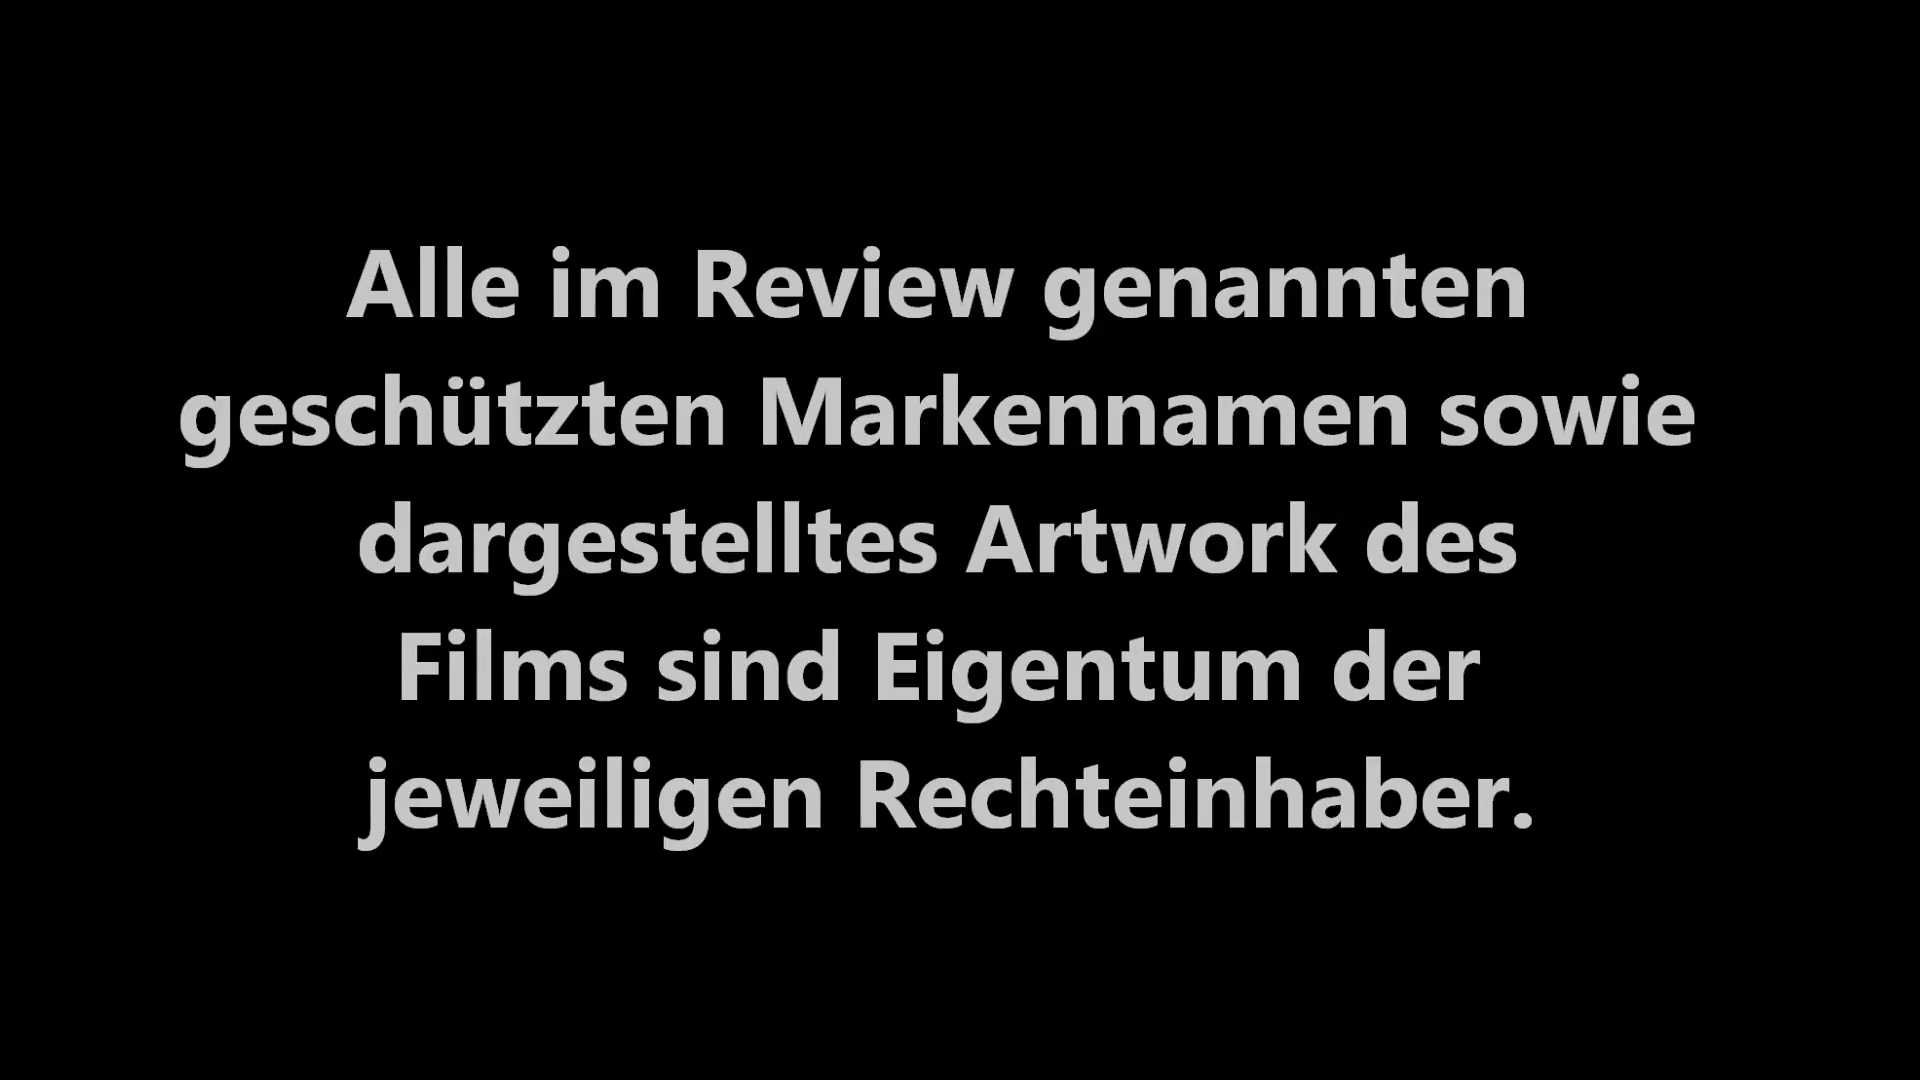 Alle im Review genannten
geschützten Markennamen sowie
dargestelltes Artwork des
Films sind Eigentum der
jeweiligen Rechteinhaber.